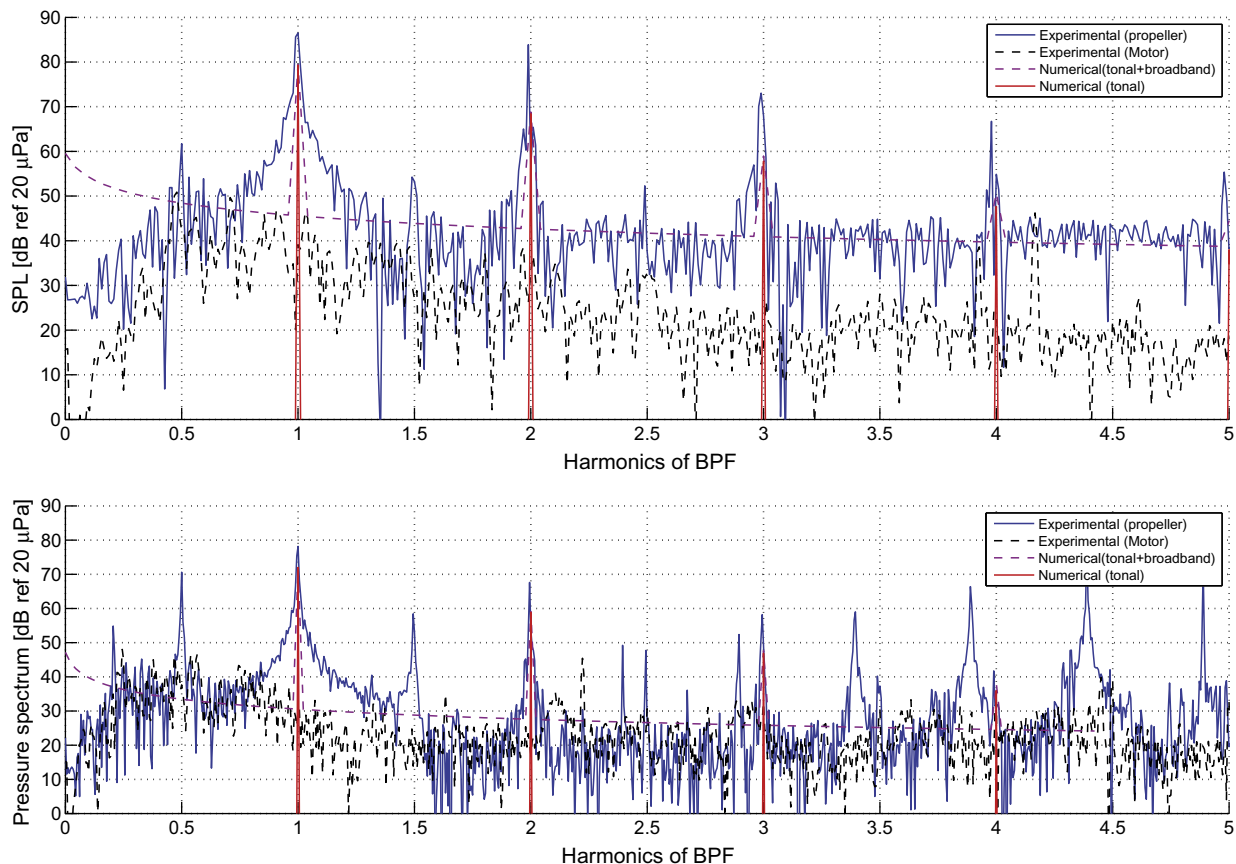 90
80
70
60
50
40
30
20
10
0
SPL [dB ref 20 µPa]
Experimental (propeller)
Experimental (Motor)
Numerical(tonal+broadband)
Numerical (tonal)
0 0.5 1 1.5 2 2.5 3 3.5 4 4.5 5
Harmonics of BPF
90
80
70
60
50
40
30
20
10
0
Pressure spectrum [dB ref 20 µPa]
Experimental (propeller)
Experimental (Motor)
Numerical(tonal+broadband)
Numerical (tonal)
0 0.5 1 1.5 2 2.5 3 3.5 4 4.5 5
Harmonics of BPF